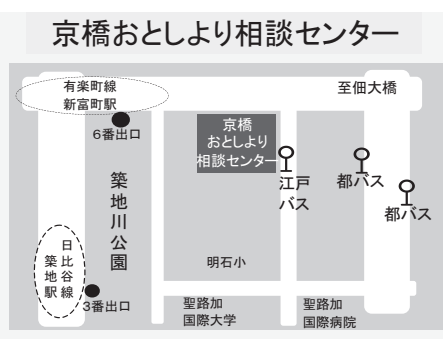 京橋おとしより相談センター
有楽町線
新富町駅
至佃大橋
6番出口
京橋
おとしより
相談センター
江戸
バス
都バス
都バス
築地川公園
日比谷線
築地駅
3番出口
明石小
聖路加
国際大学
聖路加
国際病院